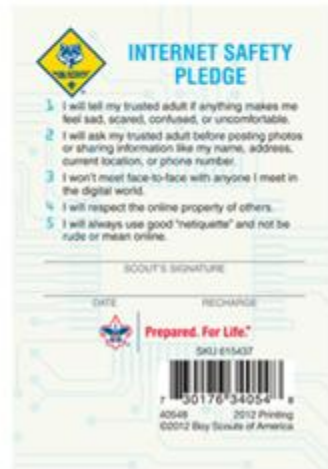 CUB SCOUTS
INTERNET SAFETY
PLEDGE
1 I will tell my trusted adult if anything makes me
feel sad, scared, confused, or uncomfortable.
2 I will ask my trusted adult before posting photos
or sharing information like my name, address,
current location, or phone number.
3 I won't meet face-to-face with anyone I meet in
the digital world.
4 I will respect the online property of others.
5 I will always use good "netiquette" and not be
rude or mean online.
SCOUT'S SIGNATURE
DATE RECHARGE
Prepared. For Life.™
SKU 615437
7 30176 34054 8
40548 2012 Printing
©2012 Boy Scouts of America